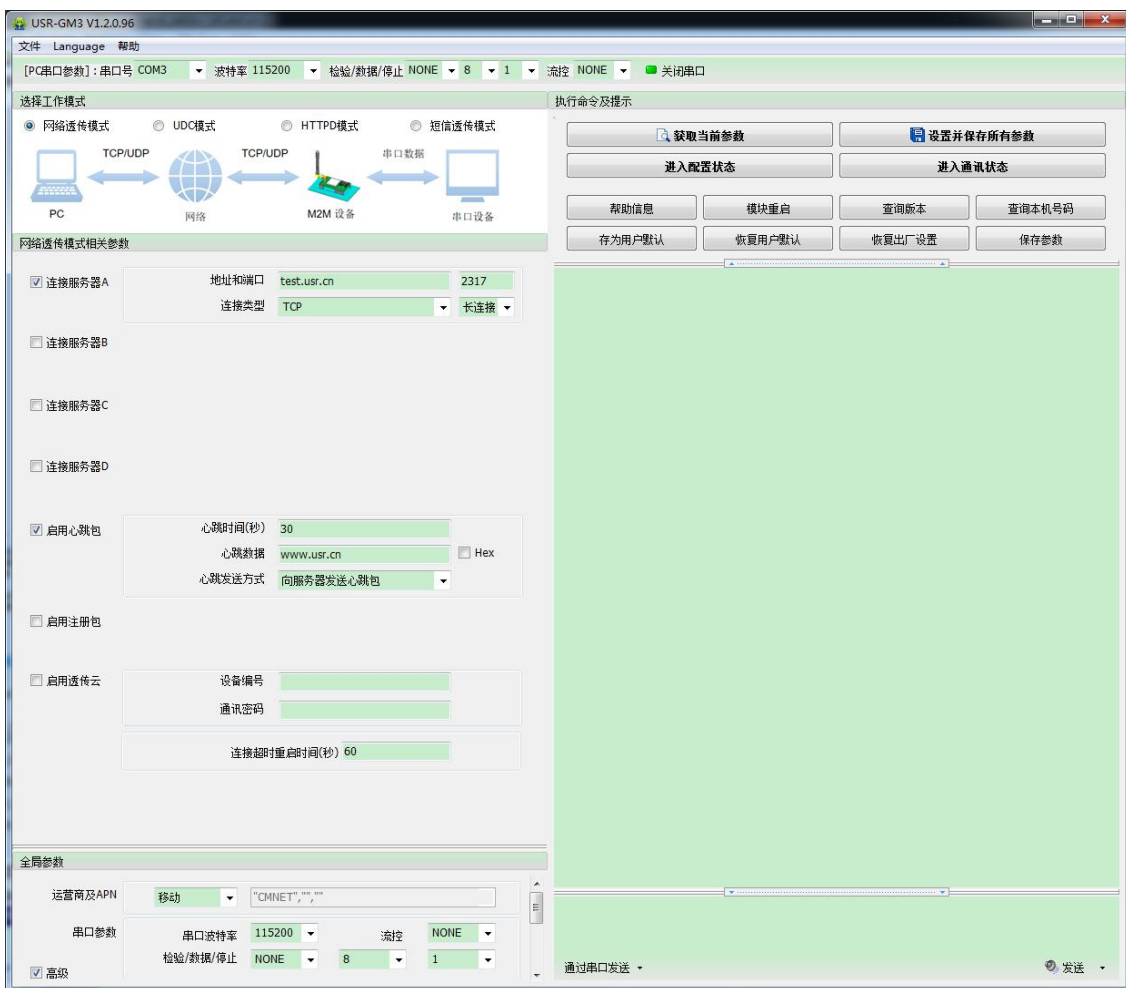 USR-GM3 V1.2.0.96
文件 Language 帮助
[PC串口参数]：串口号 COM3 波特率 115200 检验/数据/停止 NONE 8 1 流控 NONE 关闭串口
选择工作模式
网络透传模式 UDC模式 HTTPD模式 短信透传模式
TCP/UDP TCP/UDP 串口数据
PC 网络 M2M 设备 串口设备
网络透传模式相关参数
连接服务器A 地址和端口 test.usr.cn 2317
连接类型 TCP 长连接
连接服务器B
连接服务器C
连接服务器D
启用心跳包 心跳时间(秒) 30
心跳数据 www.usr.cn Hex
心跳发送方式 向服务器发送心跳包
启用注册包
启用透传云 设备编号
通讯密码
连接超时重启时间(秒) 60
全局参数
运营商及APN 移动 "CMNET","",""
串口参数 串口波特率 115200 流控 NONE
检验/数据/停止 NONE 8 1
高级
执行命令及提示
获取当前参数 设置并保存所有参数
进入配置状态 进入通讯状态
帮助信息 模块重启 查询版本 查询本机号码
存为用户默认 恢复用户默认 恢复出厂设置 保存参数
通过串口发送 发送